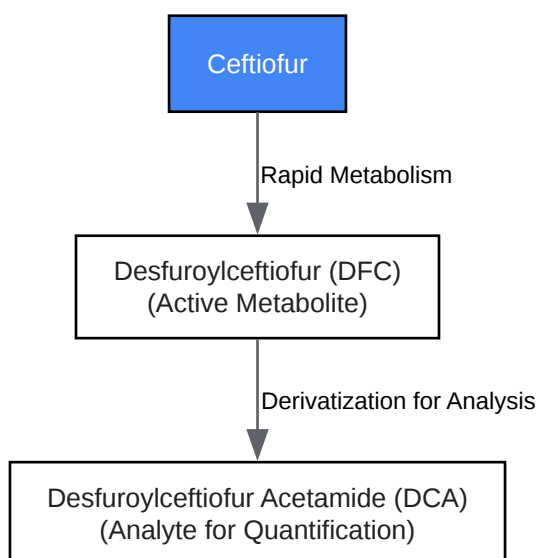 Ceftiofur
Rapid Metabolism
Desfuroylceftiofur (DFC)
(Active Metabolite)
Derivatization for Analysis
Desfuroylceftiofur Acetamide (DCA)
(Analyte for Quantification)